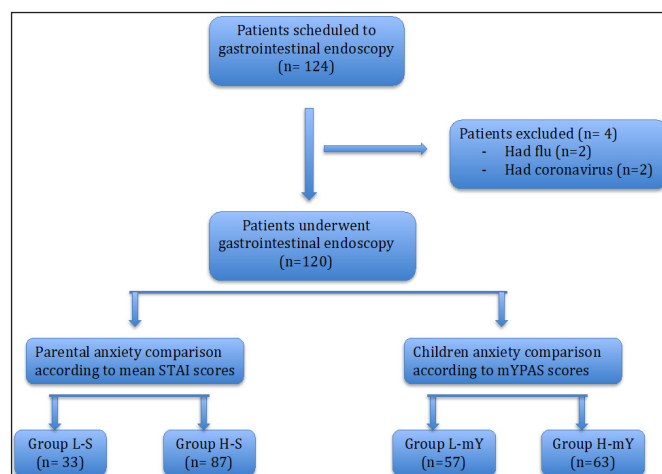 Patients scheduled to
gastrointestinal endoscopy
(n= 124)
Patients excluded (n= 4)
- Had flu (n=2)
- Had coronavirus (n=2)
Patients underwent
gastrointestinal endoscopy
(n=120)
Parental anxiety comparison
according to mean STAI scores
Children anxiety comparison
according to mYPAS scores
Group L-S
(n= 33)
Group H-S
(n= 87)
Group L-mY
(n=57)
Group H-mY
(n=63)